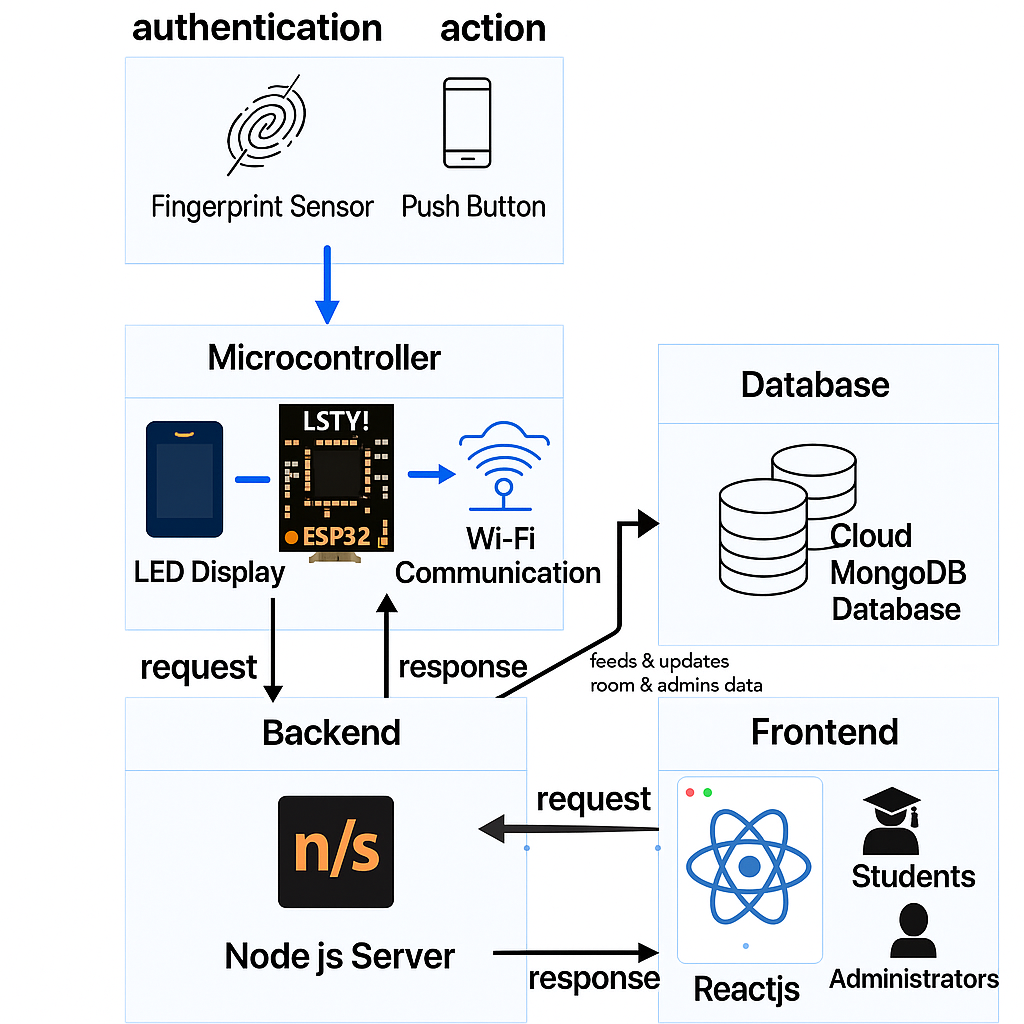 authentication
action
Fingerprint Sensor
Push Button
Microcontroller
LSTY!
ESP32
LED Display
Wi-Fi
Communication
Database
Cloud
MongoDB
Database
request
response
feeds & updates
room & admins data
Backend
n/s
Node js Server
request
response
Frontend
Reactjs
Students
Administrators